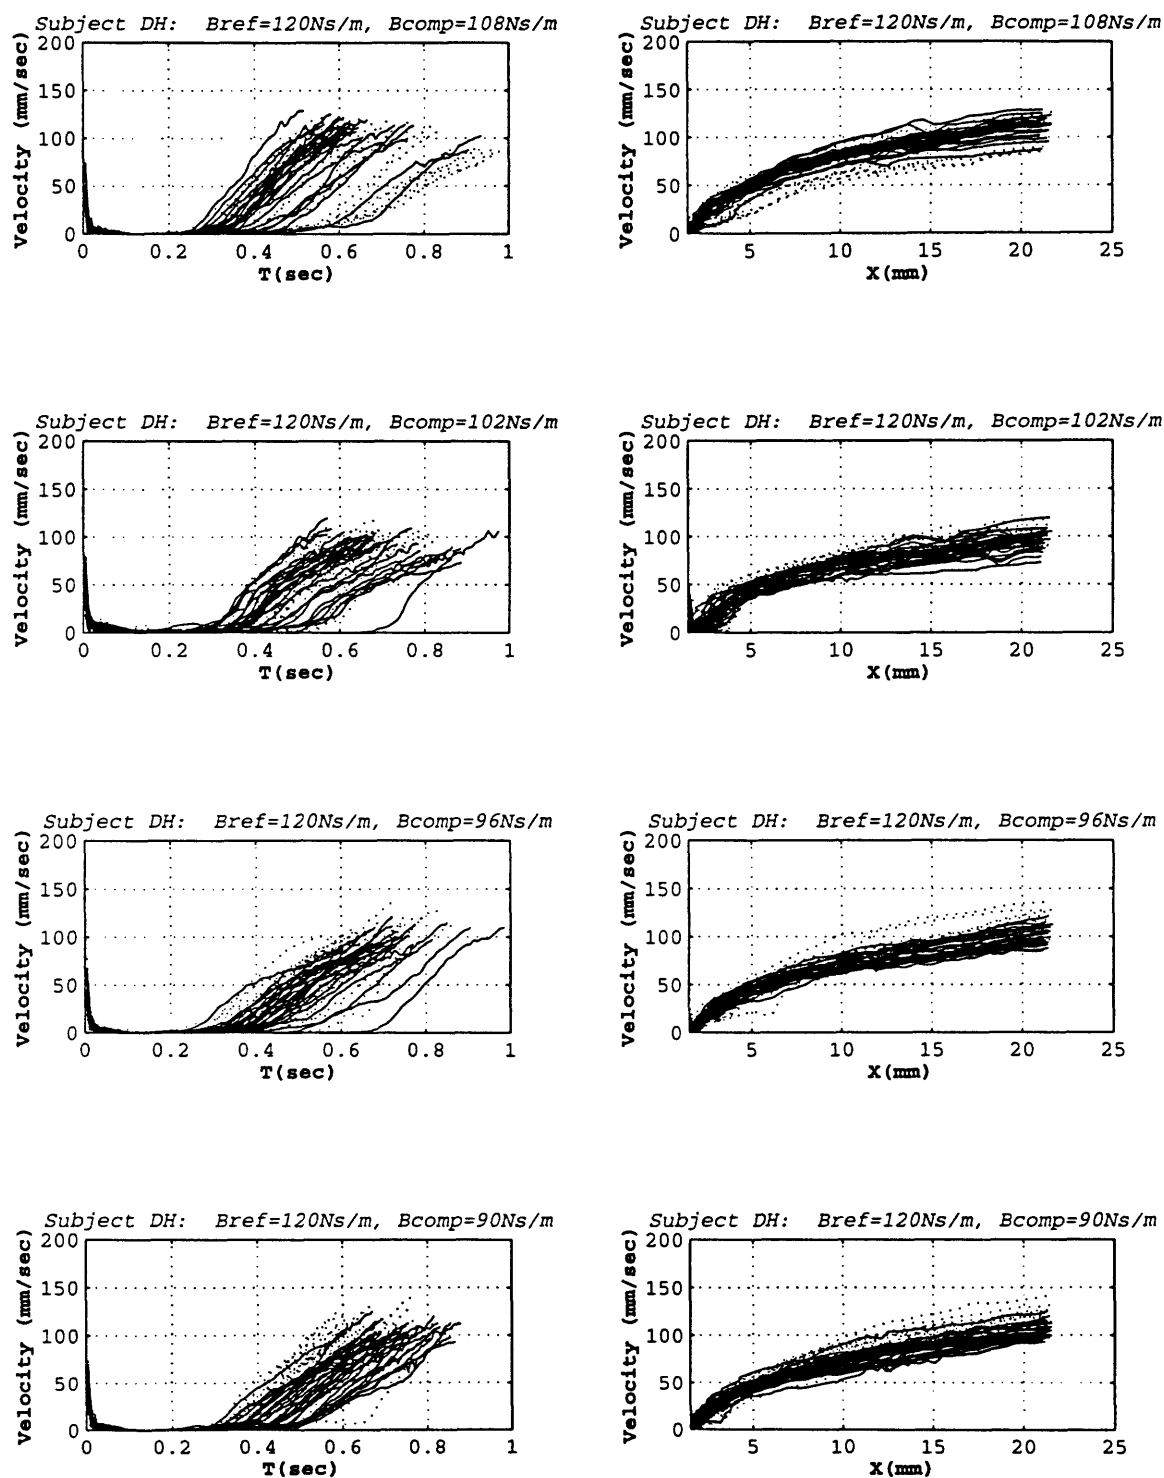 Subject DH: Bref=120Ns/m, Bcomp=108Ns/m
Velocity (mm/sec)
200
150
100
50
0
0 0.2 0.4 0.6 0.8 1
T(sec)
Subject DH: Bref=120Ns/m, Bcomp=108Ns/m
Velocity (mm/sec)
200
150
100
50
0
5 10 15 20 25
X(mm)
Subject DH: Bref=120Ns/m, Bcomp=102Ns/m
Velocity (mm/sec)
200
150
100
50
0
0 0.2 0.4 0.6 0.8 1
T(sec)
Subject DH: Bref=120Ns/m, Bcomp=102Ns/m
Velocity (mm/sec)
200
150
100
50
0
5 10 15 20 25
X(mm)
Subject DH: Bref=120Ns/m, Bcomp=96Ns/m
Velocity (mm/sec)
200
150
100
50
0
0 0.2 0.4 0.6 0.8 1
T(sec)
Subject DH: Bref=120Ns/m, Bcomp=96Ns/m
Velocity (mm/sec)
200
150
100
50
0
5 10 15 20 25
X(mm)
Subject DH: Bref=120Ns/m, Bcomp=90Ns/m
Velocity (mm/sec)
200
150
100
50
0
0 0.2 0.4 0.6 0.8 1
T(sec)
Subject DH: Bref=120Ns/m, Bcomp=90Ns/m
Velocity (mm/sec)
200
150
100
50
0
5 10 15 20 25
X(mm)